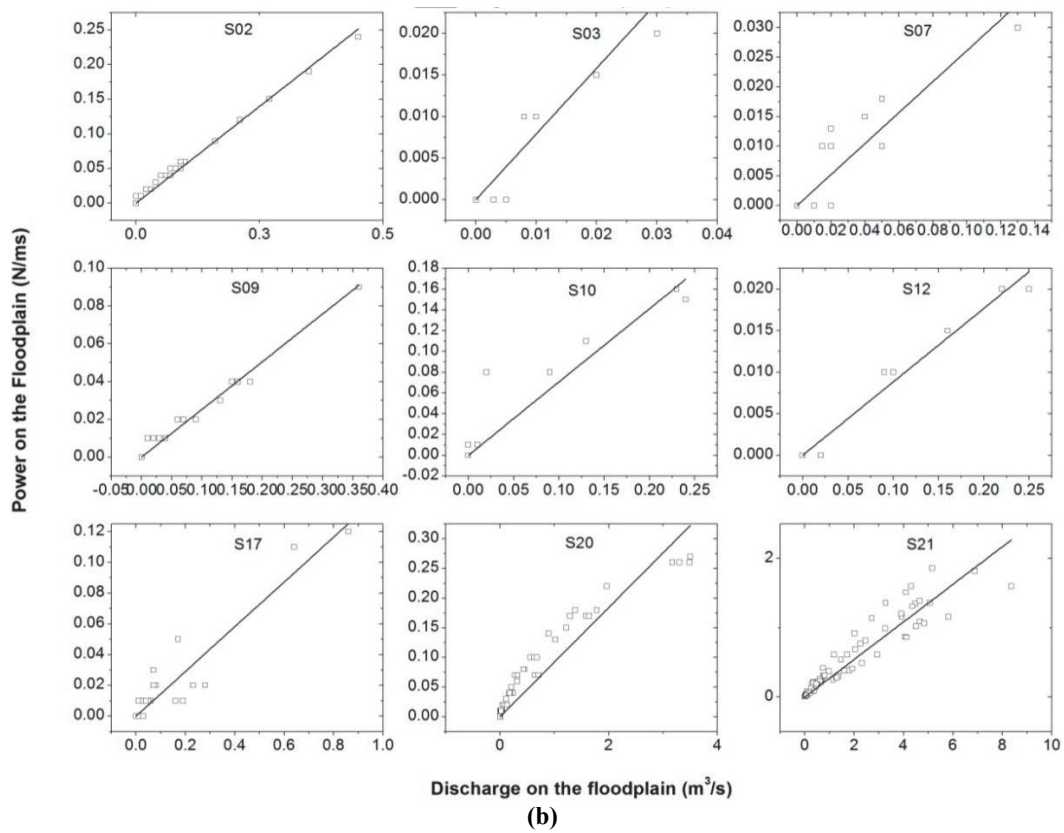 S02
0.25
0.20
0.15
0.10
0.05
0.00
0.0 0.3 0.5
S03
0.020
0.015
0.010
0.005
0.000
0.00 0.01 0.02 0.03 0.04
S07
0.030
0.025
0.020
0.015
0.010
0.005
0.000
0.00 0.02 0.04 0.06 0.08 0.10 0.12 0.14
Power on the Floodplain (N/ms)
S09
0.10
0.08
0.06
0.04
0.02
0.00
-0.05 0.00 0.05 0.10 0.15 0.20 0.25 0.30 0.35 0.40
S10
0.18
0.16
0.14
0.12
0.10
0.08
0.06
0.04
0.02
0.00
-0.02
0.00 0.05 0.10 0.15 0.20 0.25
S12
0.020
0.015
0.010
0.005
0.000
0.00 0.05 0.10 0.15 0.20 0.25
S17
0.12
0.10
0.08
0.06
0.04
0.02
0.00
0.0 0.2 0.4 0.6 0.8 1.0
S20
0.30
0.25
0.20
0.15
0.10
0.05
0.00
0 2 4
S21
2
0
0 2 4 6 8 10
Discharge on the floodplain (m³/s)
(b)